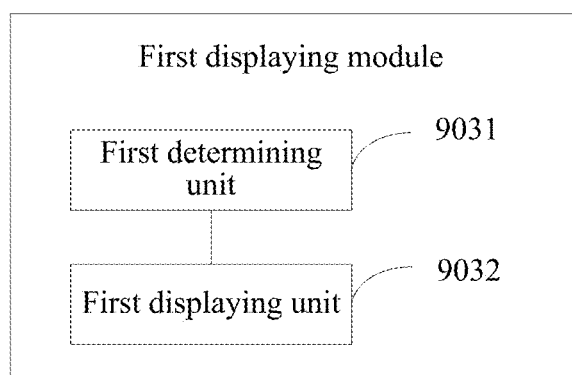 First displaying module
First determining
unit
9031
First displaying unit
9032